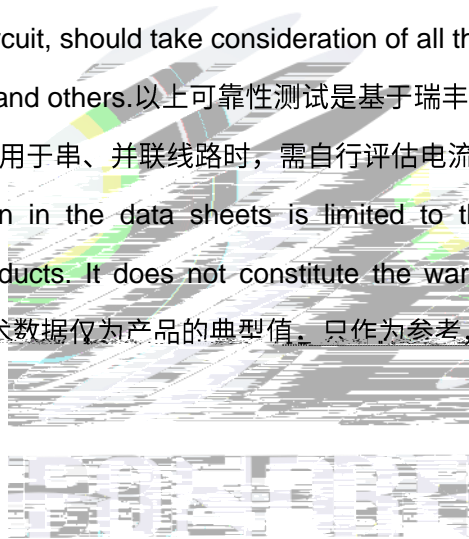 rcuit, should take consideration of all th
and others.以上可靠性测试是基于瑞丰
用于串、并联线路时，需自行评估电流
n in the data sheets is limited to th
ducts. It does not constitute the war
术数据仅为产品的典型值，只作为参考，